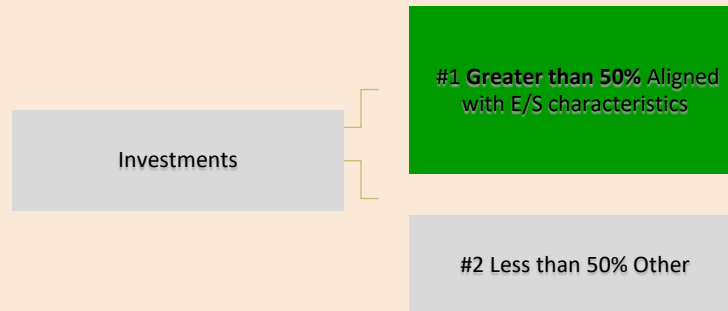 #1 Greater than 50% Aligned
with E/S characteristics
Investments
#2 Less than 50% Other